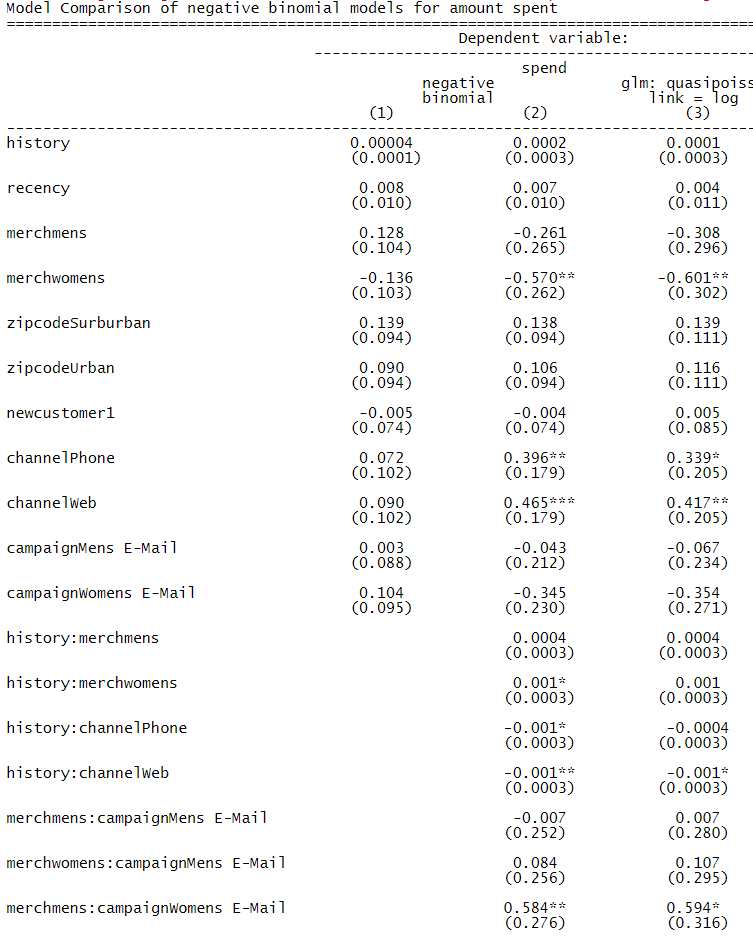 Model Comparison of negative binomial models for amount spent
Dependent variable:
spend
negative glm: quasipoiss
binomial link = log
(1) (2) (3)
history 0.00004 0.0002 0.0001
(0.0001) (0.0003) (0.0003)
recency 0.008 0.007 0.004
(0.010) (0.010) (0.011)
merchmens 0.128 -0.261 -0.308
(0.104) (0.265) (0.296)
merchwomens -0.136 -0.570** -0.601**
(0.103) (0.262) (0.302)
zipcodeSurburban 0.139 0.138 0.139
(0.094) (0.094) (0.111)
zipcodeUrban 0.090 0.106 0.116
(0.094) (0.094) (0.111)
newcustomer1 -0.005 -0.004 0.005
(0.074) (0.074) (0.085)
channelPhone 0.072 0.396** 0.339*
(0.102) (0.179) (0.205)
channelWeb 0.090 0.465*** 0.417**
(0.102) (0.179) (0.205)
campaignMens E-Mail 0.003 -0.043 -0.067
(0.088) (0.212) (0.234)
campaignWomens E-Mail 0.104 -0.345 -0.354
(0.095) (0.230) (0.271)
history:merchmens 0.0004 0.0004
(0.0003) (0.0003)
history:merchwomens 0.001* 0.001
(0.0003) (0.0003)
history:channelPhone -0.001* -0.0004
(0.0003) (0.0003)
history:channelWeb -0.001** -0.001*
(0.0003) (0.0003)
merchmens:campaignMens E-Mail -0.007 0.007
(0.252) (0.280)
merchwomens:campaignMens E-Mail 0.084 0.107
(0.256) (0.295)
merchmens:campaignWomens E-Mail 0.584** 0.594*
(0.276) (0.316)